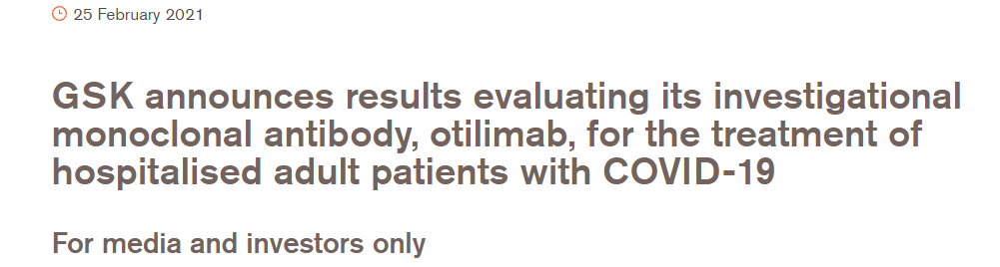 25 February 2021
GSK announces results evaluating its investigational
monoclonal antibody, otilimab, for the treatment of
hospitalised adult patients with COVID-19
For media and investors only